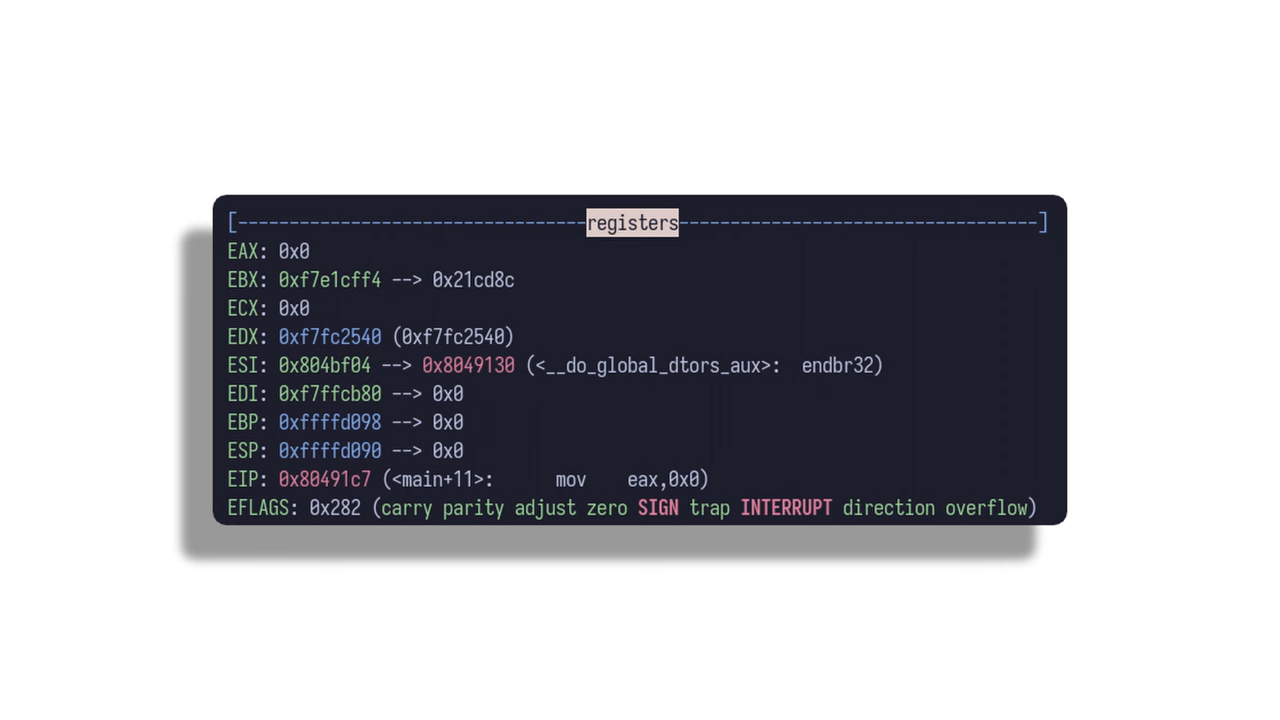 [----------------------------------registers-----------------------------------]
EAX: 0x0
EBX: 0xf7e1cff4 --> 0x21cd8c
ECX: 0x0
EDX: 0xf7fc2540 (0xf7fc2540)
ESI: 0x804bf04 --> 0x8049130 (<__do_global_dtors_aux>:  endbr32)
EDI: 0xf7ffcb80 --> 0x0
EBP: 0xffffd098 --> 0x0
ESP: 0xffffd090 --> 0x0
EIP: 0x80491c7 (<main+11>:      mov    eax,0x0)
EFLAGS: 0x282 (carry parity adjust zero SIGN trap INTERRUPT direction overflow)